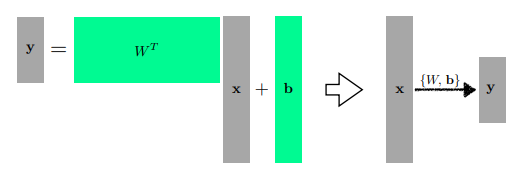 y = W^T x + b
x {W, b} y